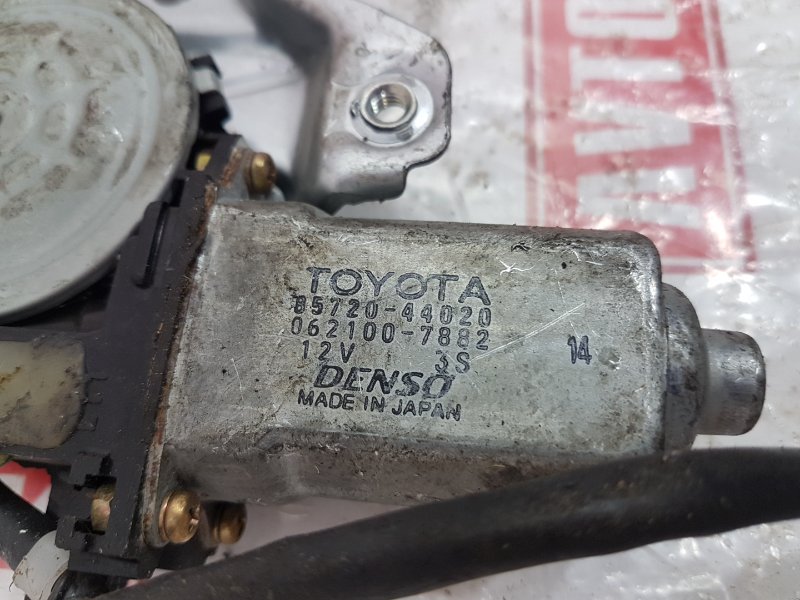 TOYOTA
85720-44020
062100-7882
12V 3S 14
DENSO
MADE IN JAPAN